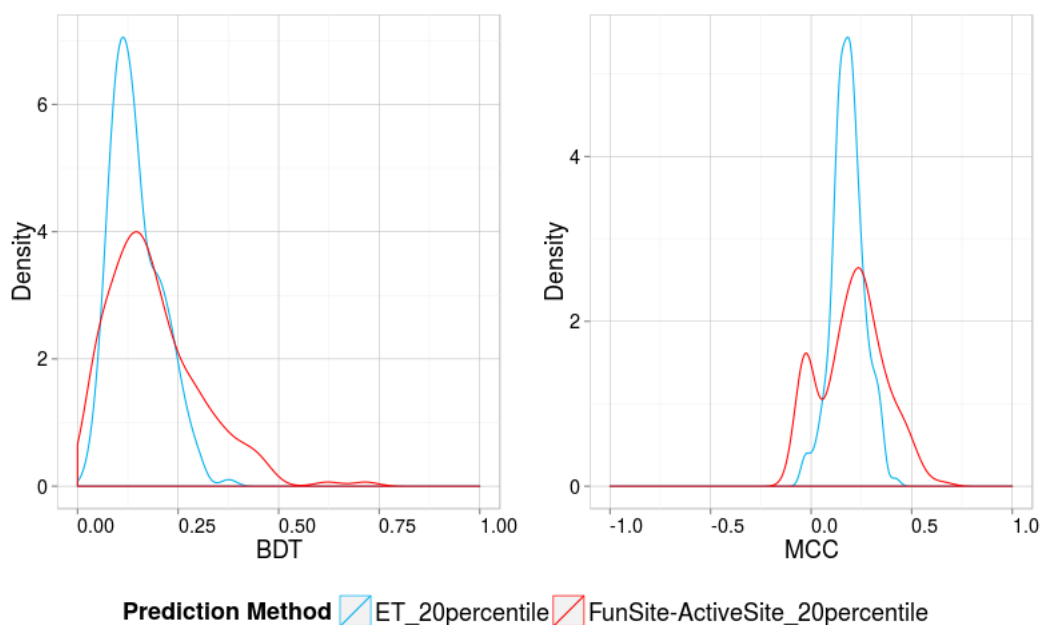 Density
6
4
2
0
0.00 0.25 0.50 0.75 1.00
BDT
Density
4
2
0
-1.0 -0.5 0.0 0.5 1.0
MCC
Prediction Method ET_20percentile FunSite-ActiveSite_20percentile